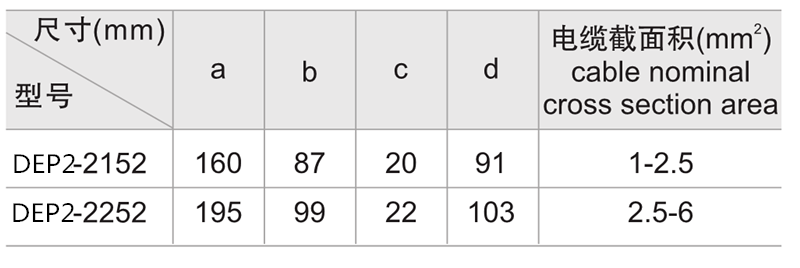 尺寸(mm)
型号
a
b
c
d
电缆截面积(mm²)
cable nominal
cross section area
DEP2-2152 160 87 20 91 1-2.5
DEP2-2252 195 99 22 103 2.5-6